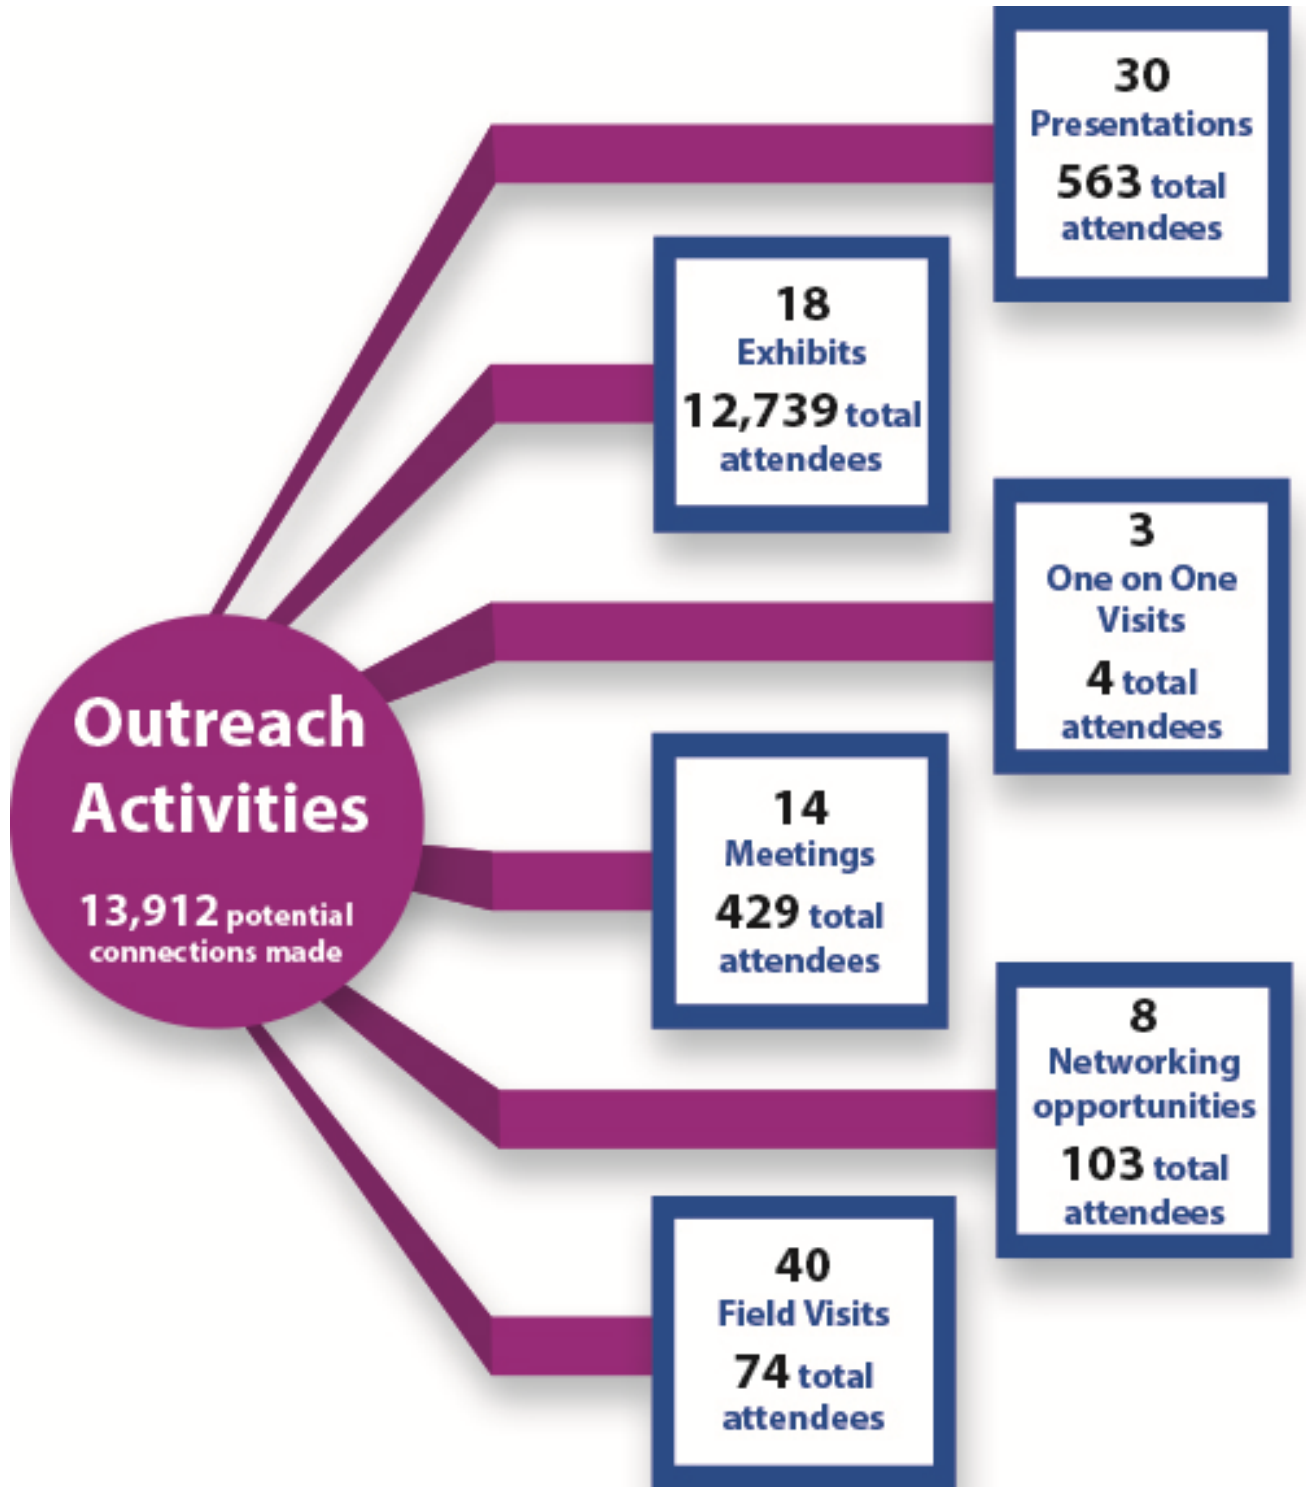 Outreach
Activities
13,912 potential
connections made
30
Presentations
563 total
attendees
18
Exhibits
12,739 total
attendees
3
One on One
Visits
4 total
attendees
14
Meetings
429 total
attendees
8
Networking
opportunities
103 total
attendees
40
Field Visits
74 total
attendees